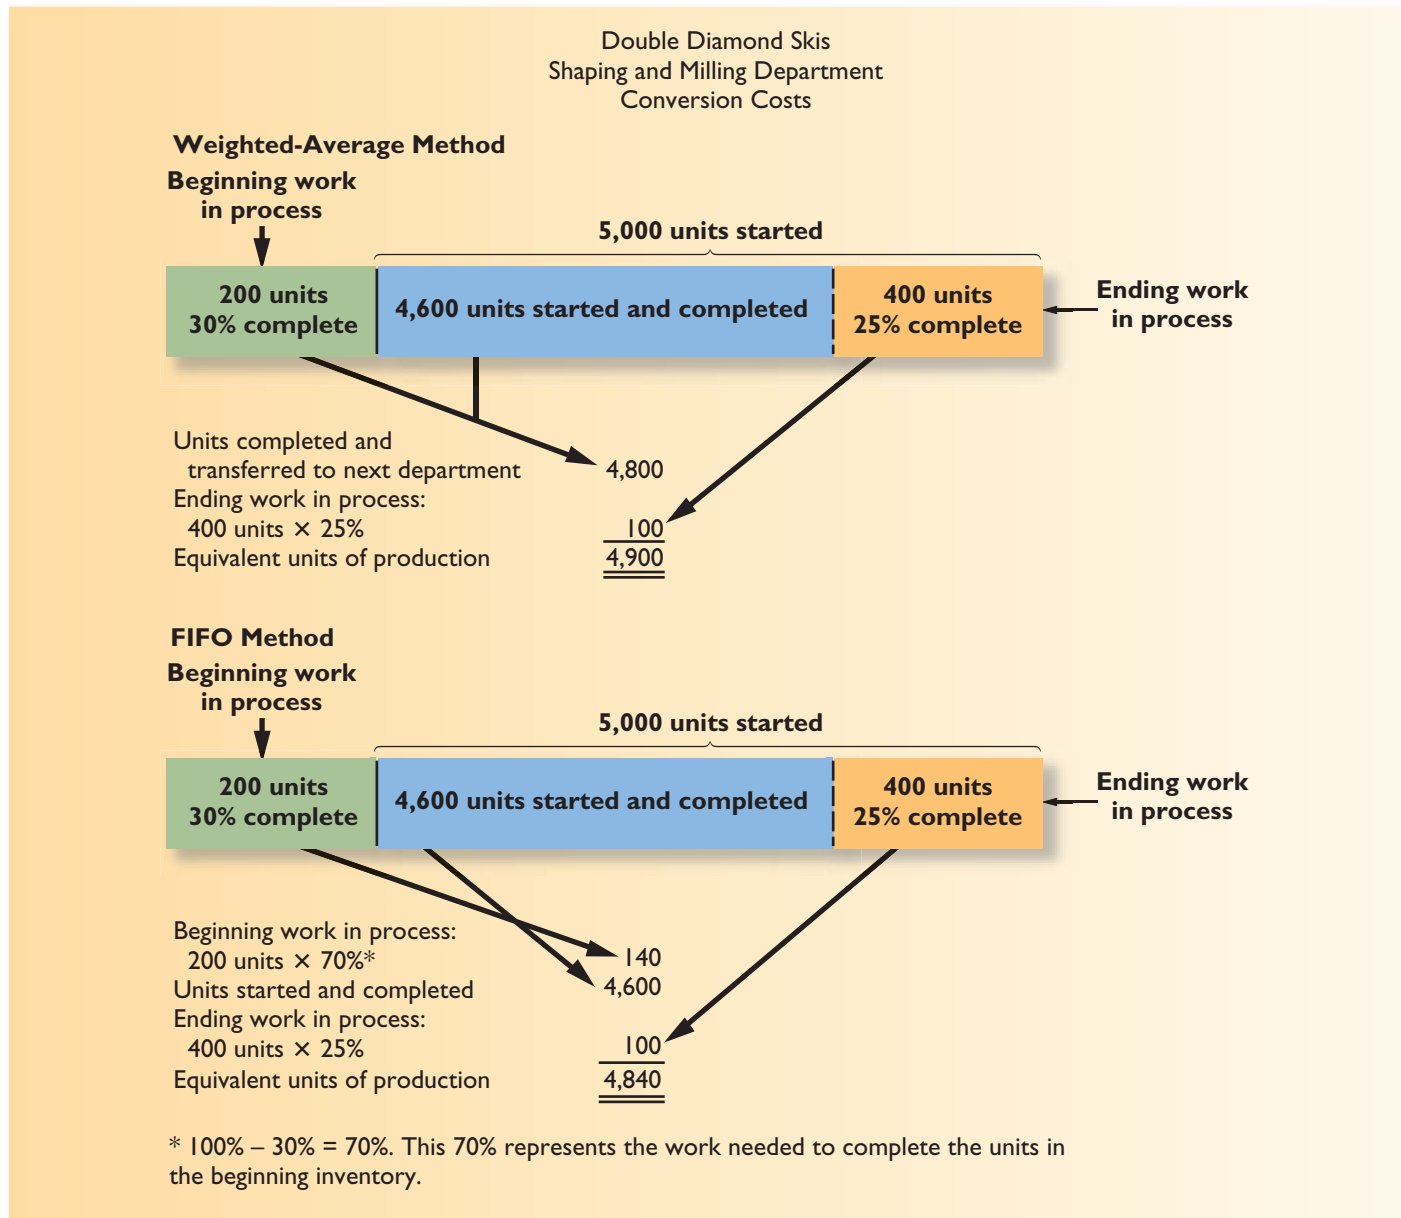 Double Diamond Skis
Shaping and Milling Department
Conversion Costs
Weighted-Average Method
Beginning work
in process
5,000 units started
200 units
30% complete
4,600 units started and completed
400 units
25% complete
Ending work
in process
Units completed and
transferred to next department 4,800
Ending work in process:
400 units × 25% 100
Equivalent units of production 4,900
FIFO Method
Beginning work
in process
5,000 units started
200 units
30% complete
4,600 units started and completed
400 units
25% complete
Ending work
in process
Beginning work in process:
200 units × 70%* 140
Units started and completed 4,600
Ending work in process:
400 units × 25% 100
Equivalent units of production 4,840
* 100% – 30% = 70%. This 70% represents the work needed to complete the units in
the beginning inventory.